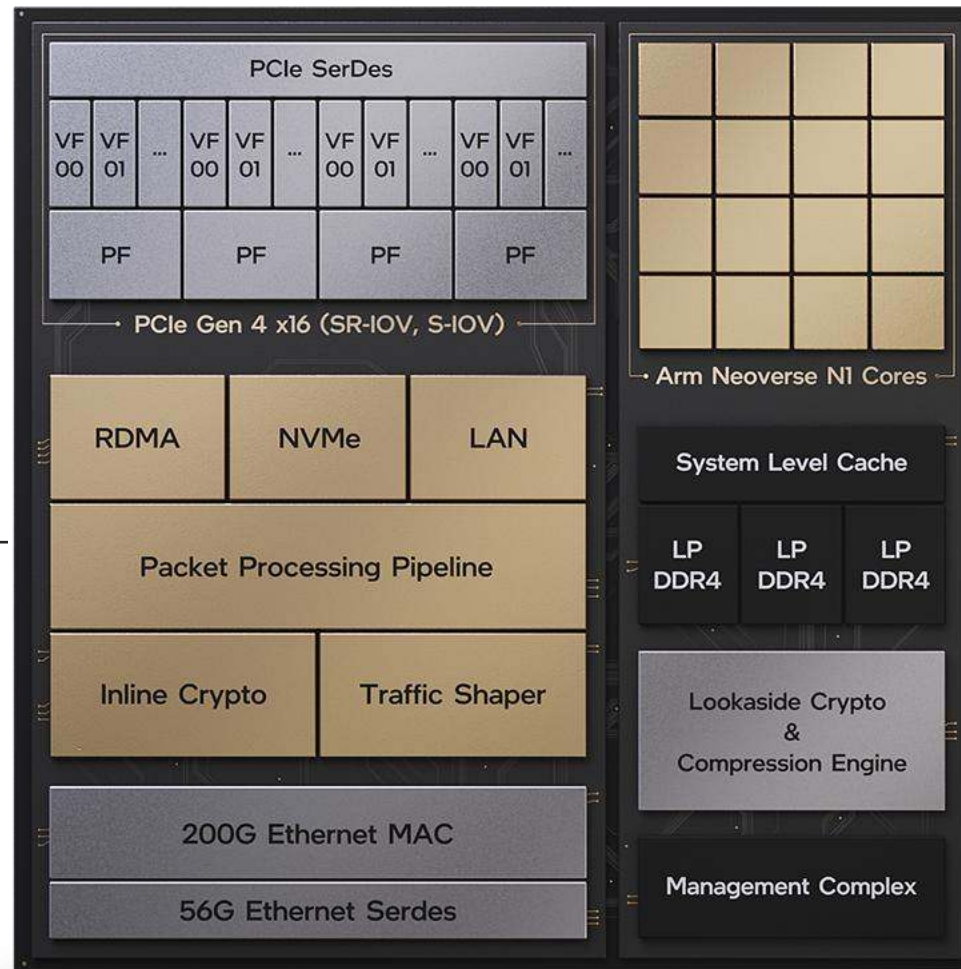 PCIe SerDes
VF VF ... VF VF ... VF VF ... VF VF ...
00 01 00 01 00 01 00 01
PF PF PF PF
PCIe Gen 4 x16 (SR-IOV, S-IOV)
RDMA NVMe LAN
Packet Processing Pipeline
Inline Crypto Traffic Shaper
200G Ethernet MAC
56G Ethernet Serdes
Arm Neoverse N1 Cores
System Level Cache
LP LP LP
DDR4 DDR4 DDR4
Lookaside Crypto
&
Compression Engine
Management Complex